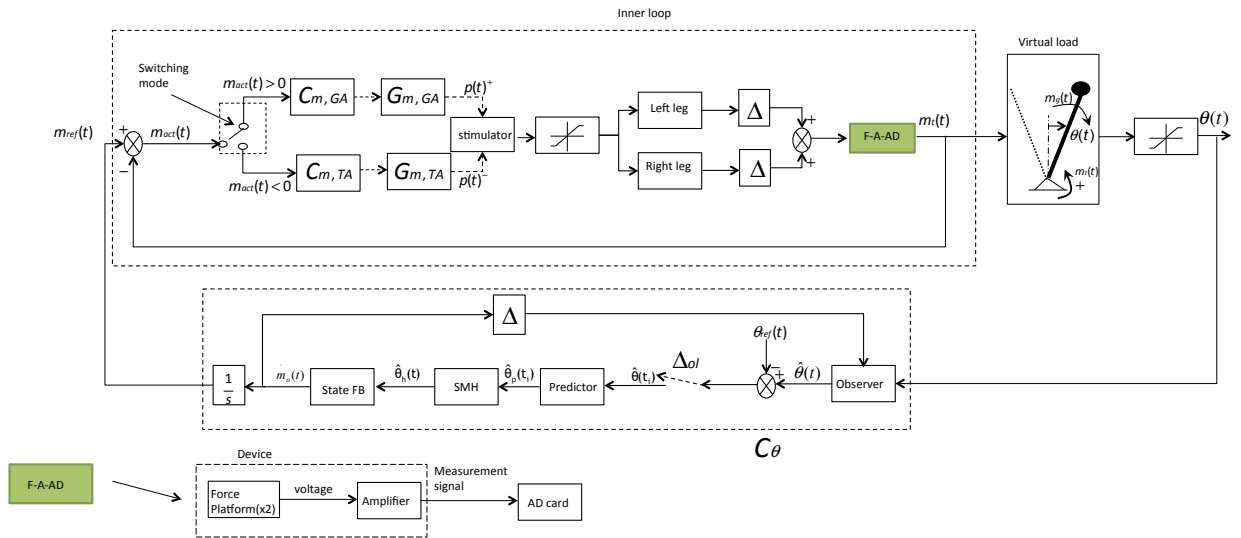 Inner loop
Virtual load
Switching
mode
m_act(t) > 0
C_m, GA
G_m, GA
p(t)⁺
Left leg
Δ
m_ref(t)
+
m_act(t)
−
stimulator
+
+
F-A-AD
m_t(t)
m_g(t)
θ(t)
m_t(t)
+
θ(t)
m_act(t) < 0
C_m, TA
G_m, TA
p(t)⁻
Right leg
Δ
Δ
θ_ref(t)
1/s
ṁ_a(t)
State FB
θ̂_h(t)
SMH
θ̂_p(t_i)
Predictor
θ̂(t_i)
Δol
−
+
θ̂(t)
Observer
C_θ
Device
F-A-AD
Force
Platform(x2)
voltage
Amplifier
Measurement
signal
AD card